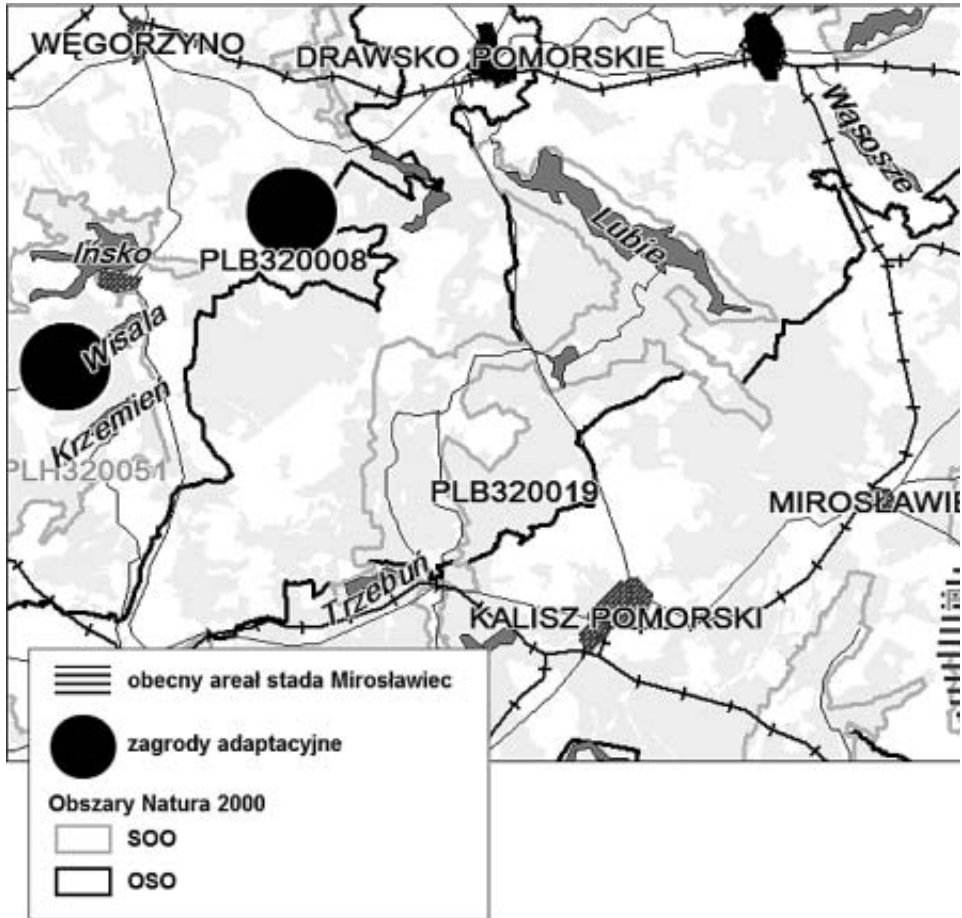 WĘGORZYNO
DRAWSKO POMORSKIE
Wąsosze
Lubie
Ińsko
PLB320008
Wisala
Krzemień
PLH320051
PLB320019
MIROSŁAWIE
Trzebuń
KALISZ POMORSKI
obecny areał stada Mirosławiec
zagrody adaptacyjne
Obszary Natura 2000
SOO
OSO